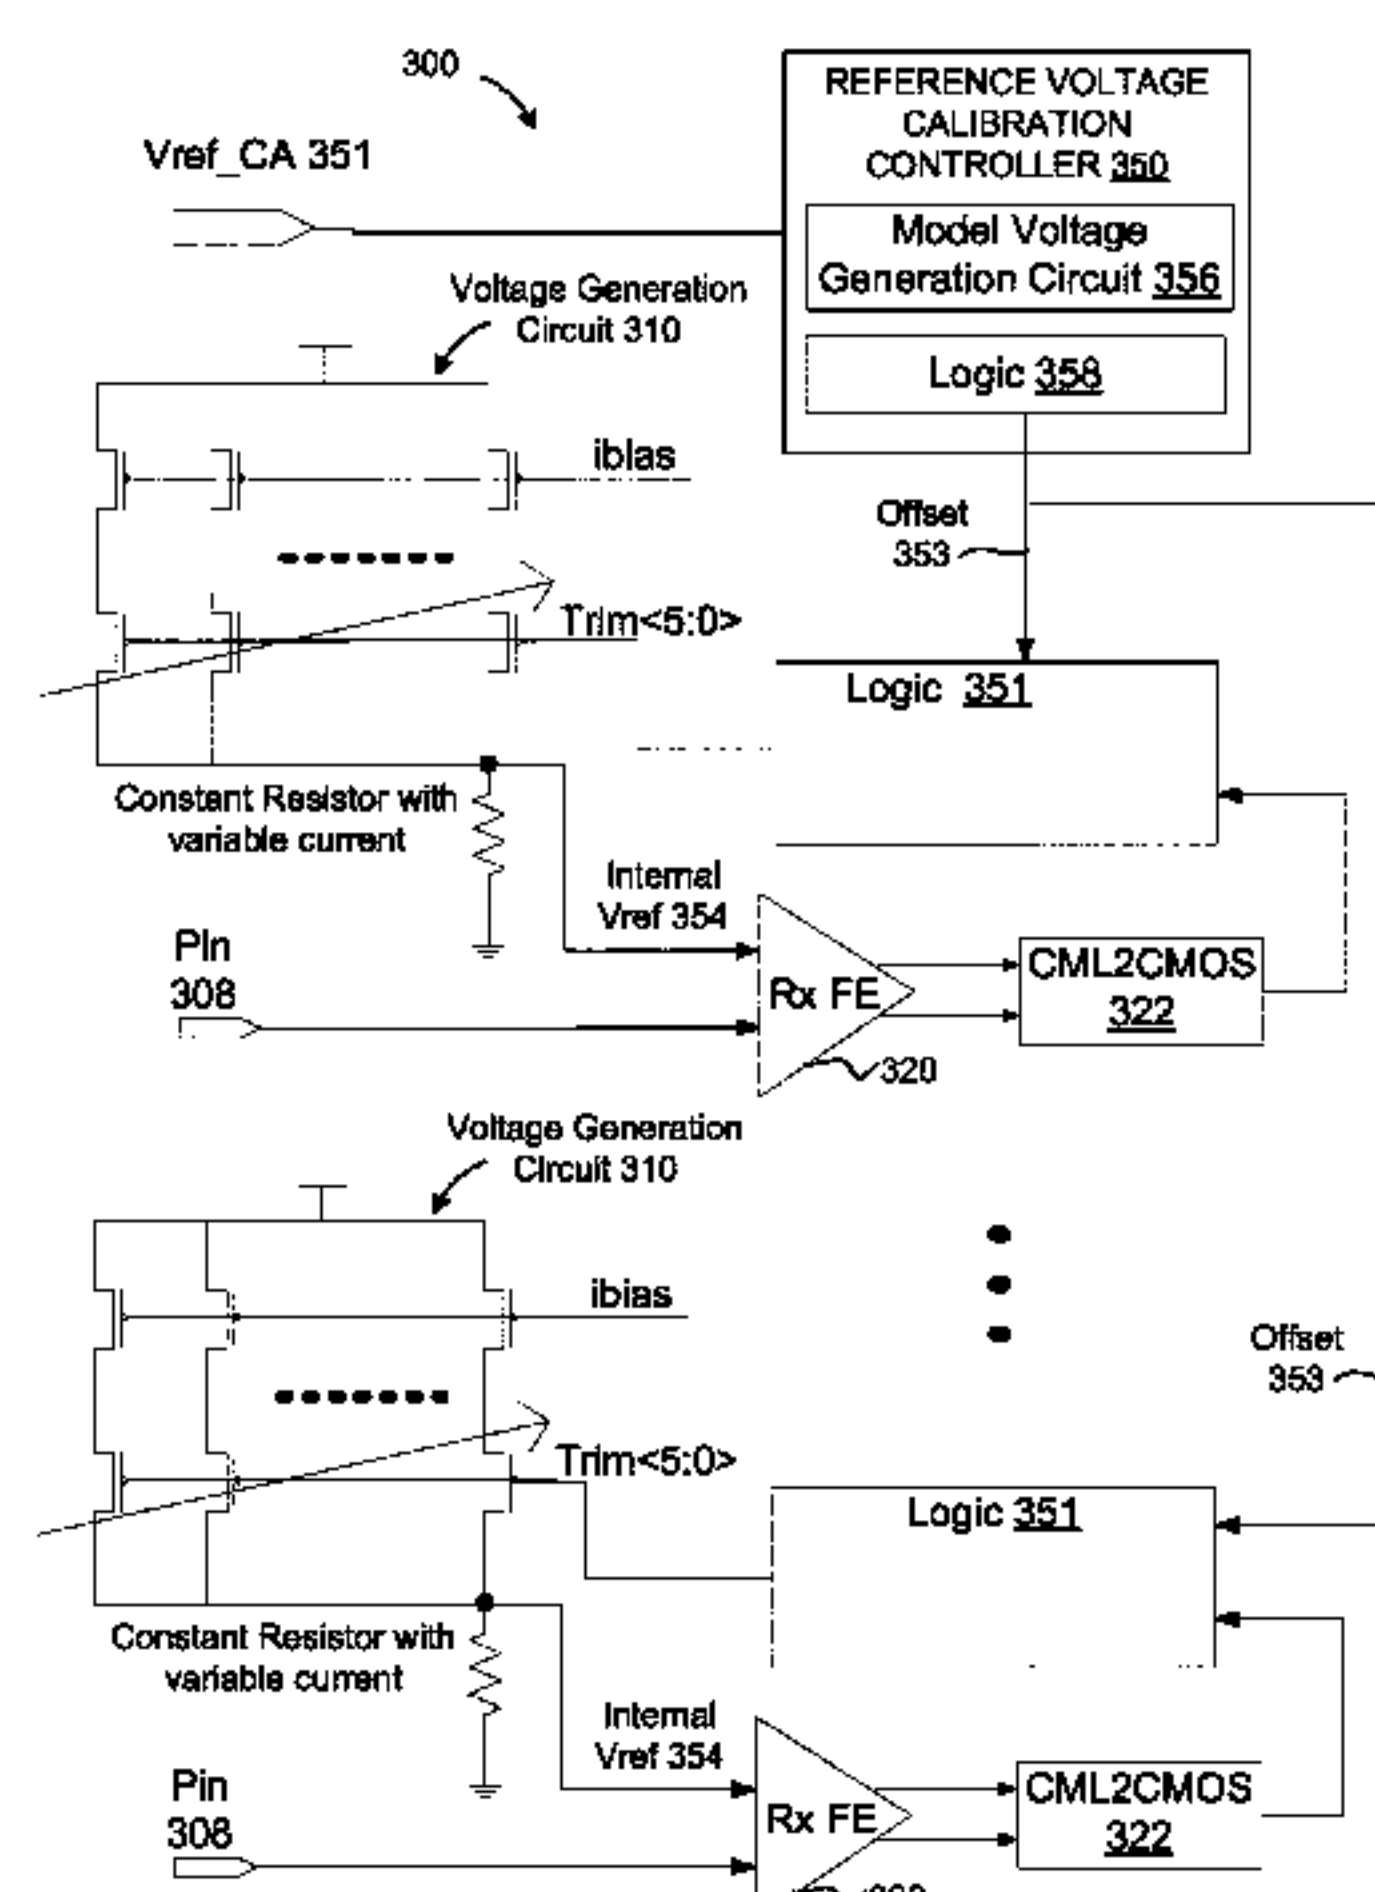 300
REFERENCE VOLTAGE
CALIBRATION
CONTROLLER 350
Vref_CA 351
Model Voltage
Generation Circuit 356
Voltage Generation
Circuit 310
Logic 358
ibias
Offset
353
Trim<5:0>
Logic 351
Constant Resistor with
variable current
Internal
Vref 354
Pin
308
Rx FE
CML2CMOS
322
320
Voltage Generation
Circuit 310
ibias
Offset
353
Trim<5:0>
Logic 351
Constant Resistor with
variable current
Internal
Vref 354
Pin
308
Rx FE
CML2CMOS
322